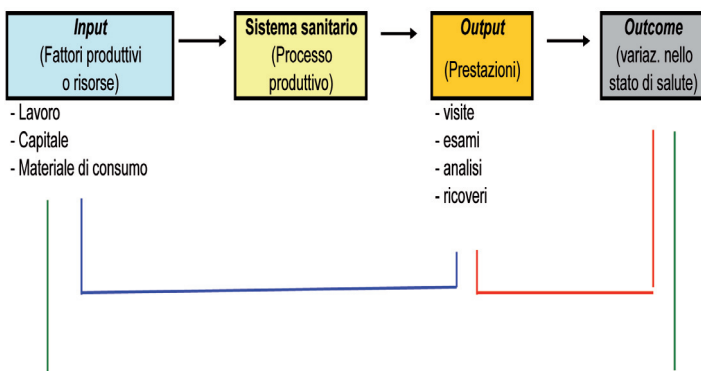 Input
(Fattori produttivi
o risorse)
- Lavoro
- Capitale
- Materiale di consumo
Sistema sanitario
(Processo
produttivo)
Output
(Prestazioni)
- visite
- esami
- analisi
- ricoveri
Outcome
(variaz. nello
stato di salute)